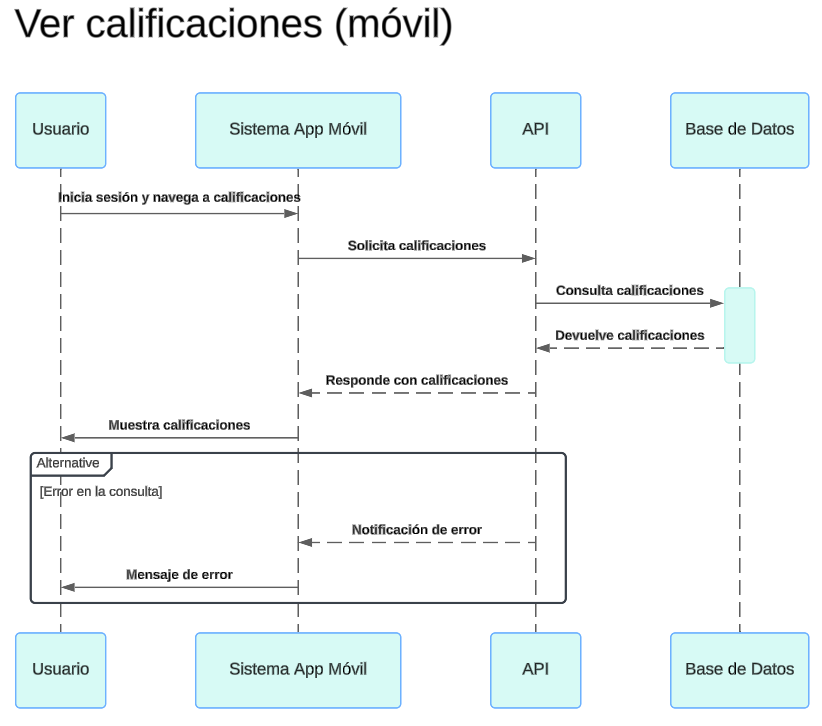 Ver calificaciones (móvil)
Usuario
Sistema App Móvil
API
Base de Datos
Inicia sesión y navega a calificaciones
Solicita calificaciones
Consulta calificaciones
Devuelve calificaciones
Responde con calificaciones
Muestra calificaciones
Alternative
[Error en la consulta]
Notificación de error
Mensaje de error
Usuario
Sistema App Móvil
API
Base de Datos